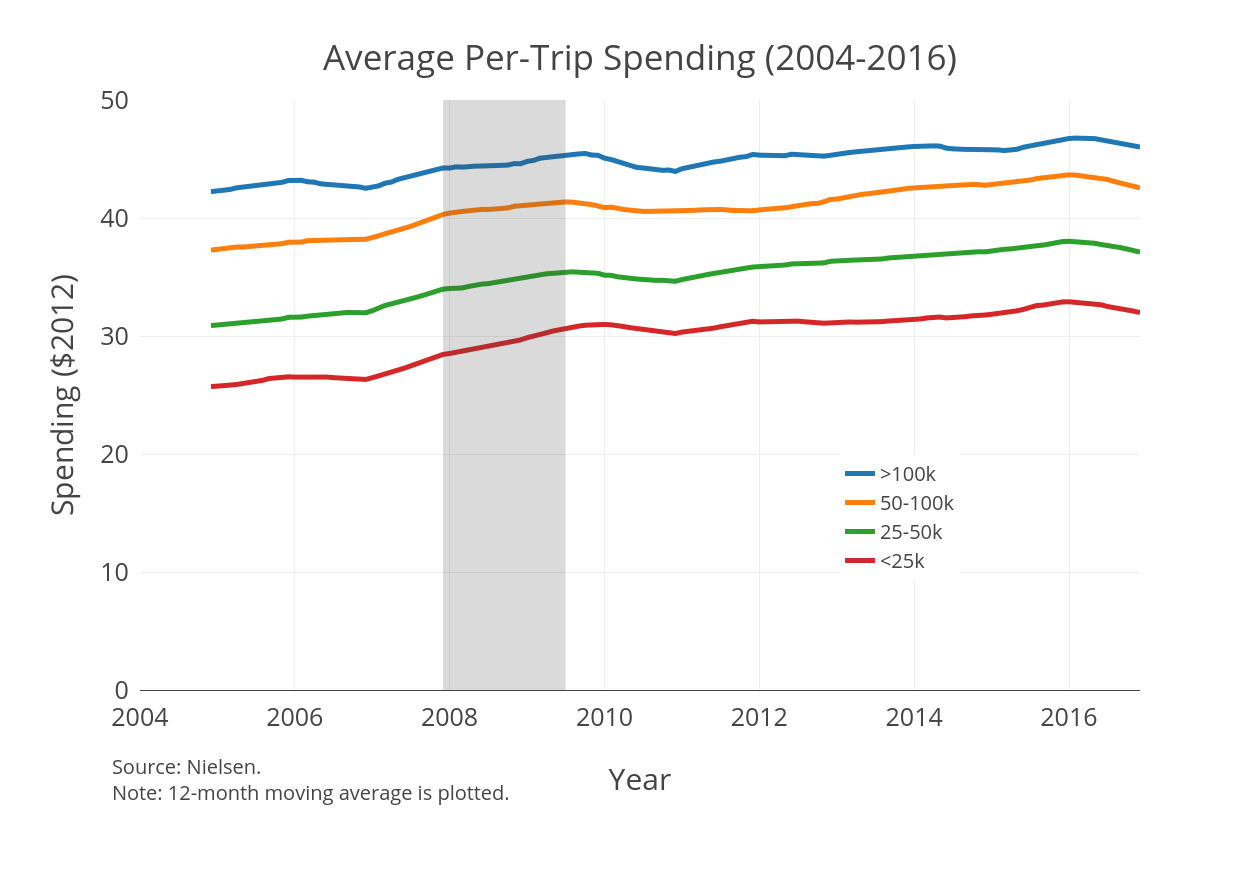 Average Per-Trip Spending (2004-2016)
50
40
30
20
10
0
Spending ($2012)
>100k
50-100k
25-50k
<25k
2004 2006 2008 2010 2012 2014 2016
Year
Source: Nielsen.
Note: 12-month moving average is plotted.